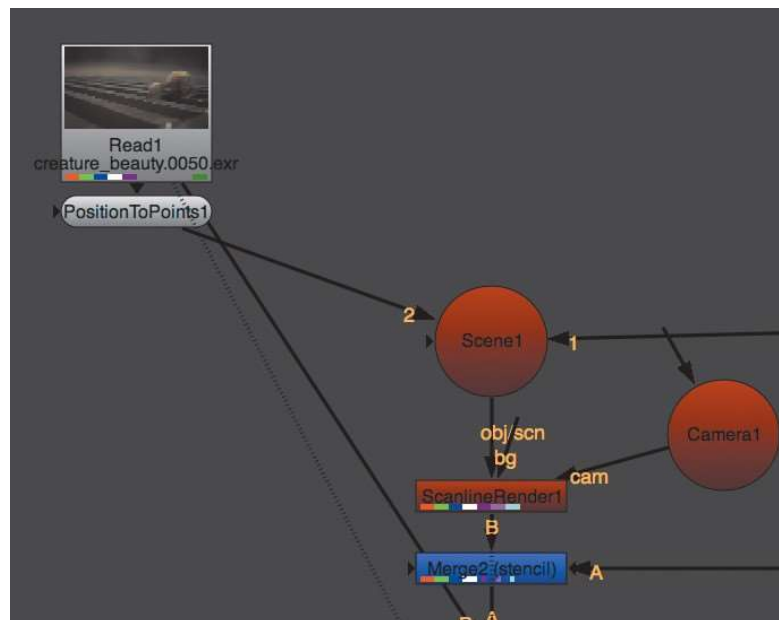 Read1
creature_beauty.0050.exr
PositionToPoints1
2
Scene1
1
Camera1
obj/scn
bg
cam
ScanlineRender1
B
Merge2 (stencil)
A
B
A